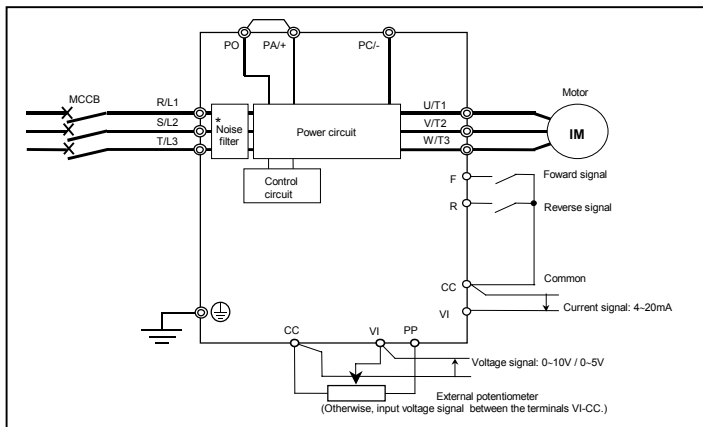 PO PA/+ PC/-
MCCB
R/L1
S/L2
T/L3
*
Noise
filter
Power circuit
Control
circuit
U/T1
V/T2
W/T3
Motor
IM
F
Foward signal
R
Reverse signal
Common
CC
Current signal: 4~20mA
VI
CC VI PP
Voltage signal: 0~10V / 0~5V
External potentiometer
(Otherwise, input voltage signal between the terminals VI-CC.)